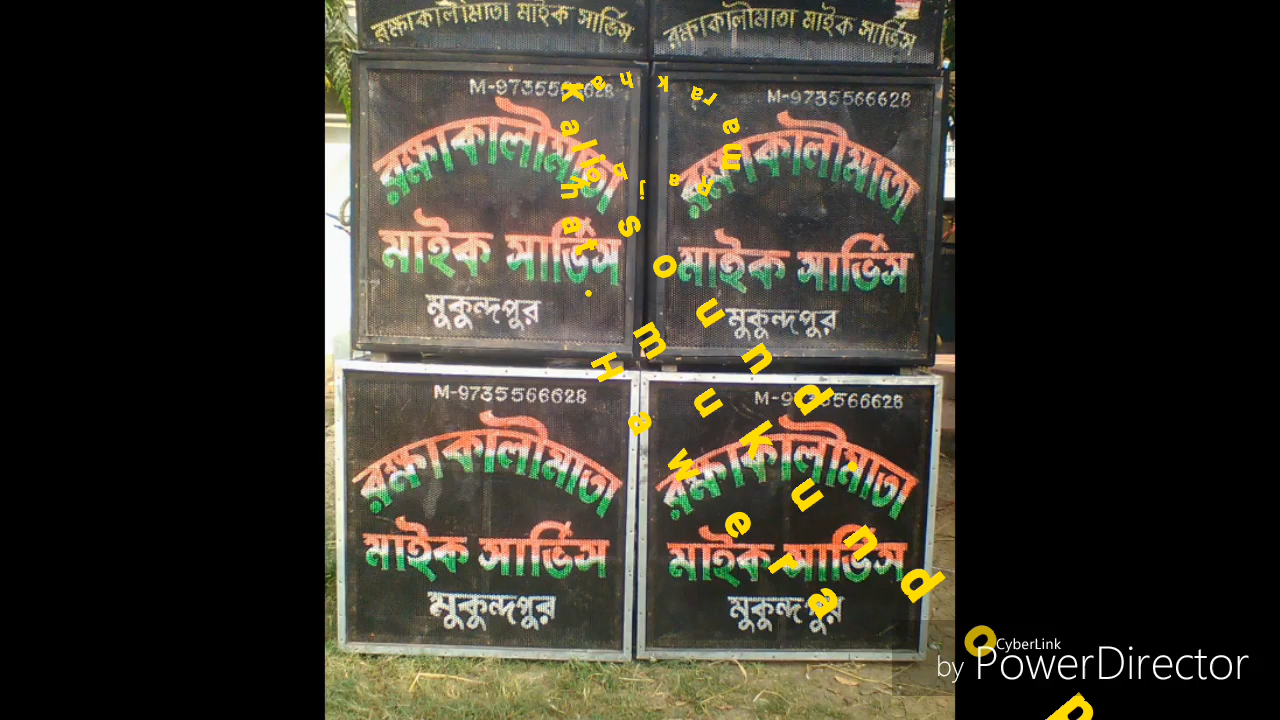 রক্ষাকালীমাতা মাইক সার্ভিস
রক্ষাকালীমাতা মাইক সার্ভিস
M-9735566628
রক্ষাকালীমাতা
মাইক সার্ভিস
মুকুন্দপুর
M-9735566628
রক্ষাকালীমাতা
মাইক সার্ভিস
মুকুন্দপুর
M-9735566628
রক্ষাকালীমাতা
মাইক সার্ভিস
মুকুন্দপুর
M-9735566628
রক্ষাকালীমাতা
মাইক সার্ভিস
মুকুন্দপুর
Sound
Hawera
CyberLink
by PowerDirector